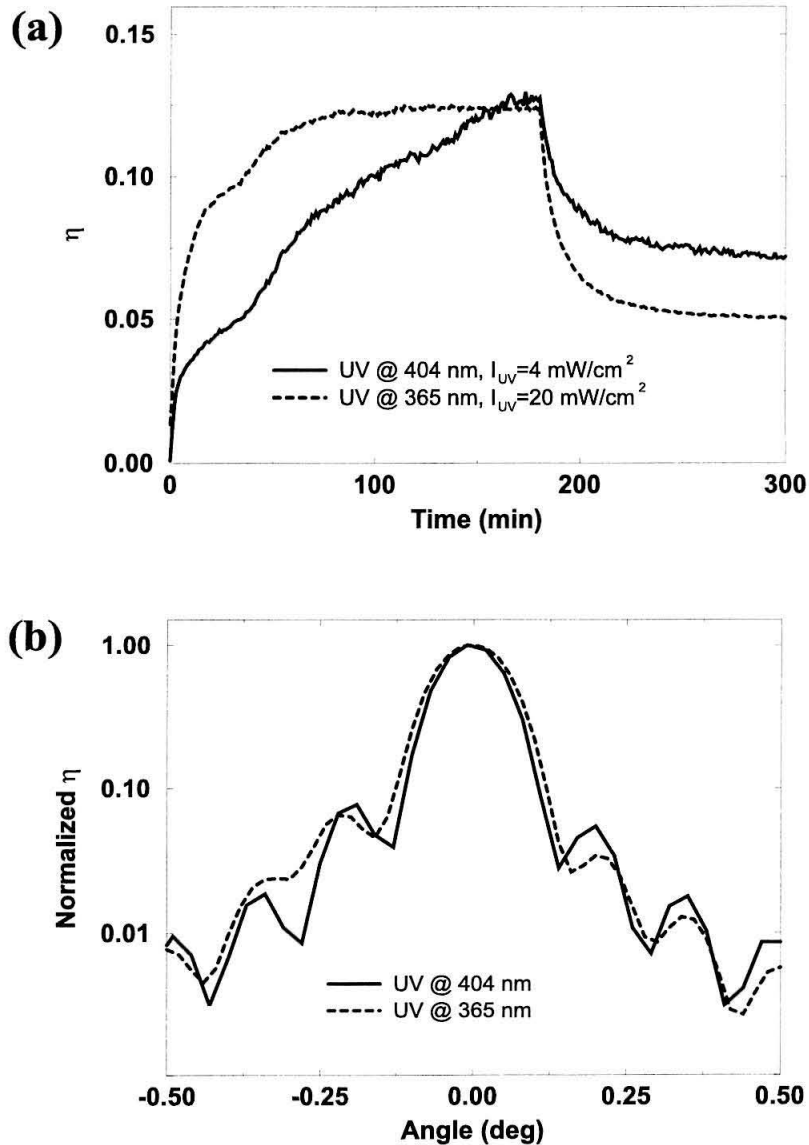 (a)
0.15
0.10
η
0.05
UV @ 404 nm, I_UV=4 mW/cm²
UV @ 365 nm, I_UV=20 mW/cm²
0.00
0 100 200 300
Time (min)
(b)
1.00
0.10
Normalized η
0.01
UV @ 404 nm
UV @ 365 nm
-0.50 -0.25 0.00 0.25 0.50
Angle (deg)